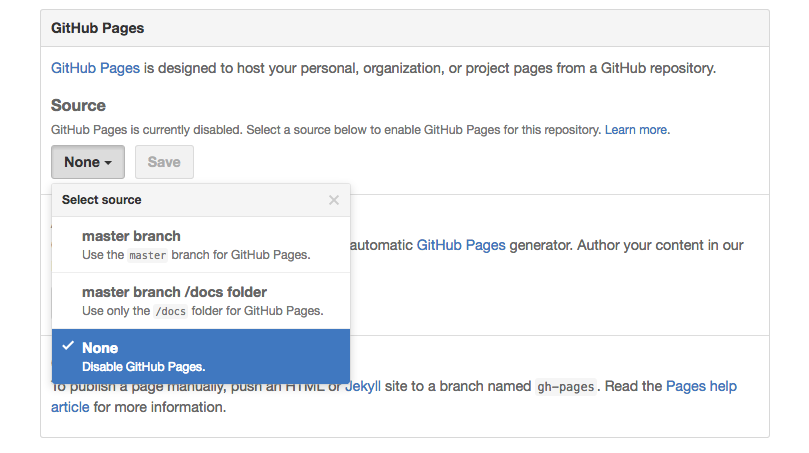 GitHub Pages
GitHub Pages is designed to host your personal, organization, or project pages from a GitHub repository.
Source
GitHub Pages is currently disabled. Select a source below to enable GitHub Pages for this repository. Learn more.
None
Save
Select source
master branch
Use the master branch for GitHub Pages.
automatic GitHub Pages generator. Author your content in our
master branch /docs folder
Use only the /docs folder for GitHub Pages.
None
Disable GitHub Pages.
To publish a page manually, push an HTML or Jekyll site to a branch named gh-pages. Read the Pages help
article for more information.